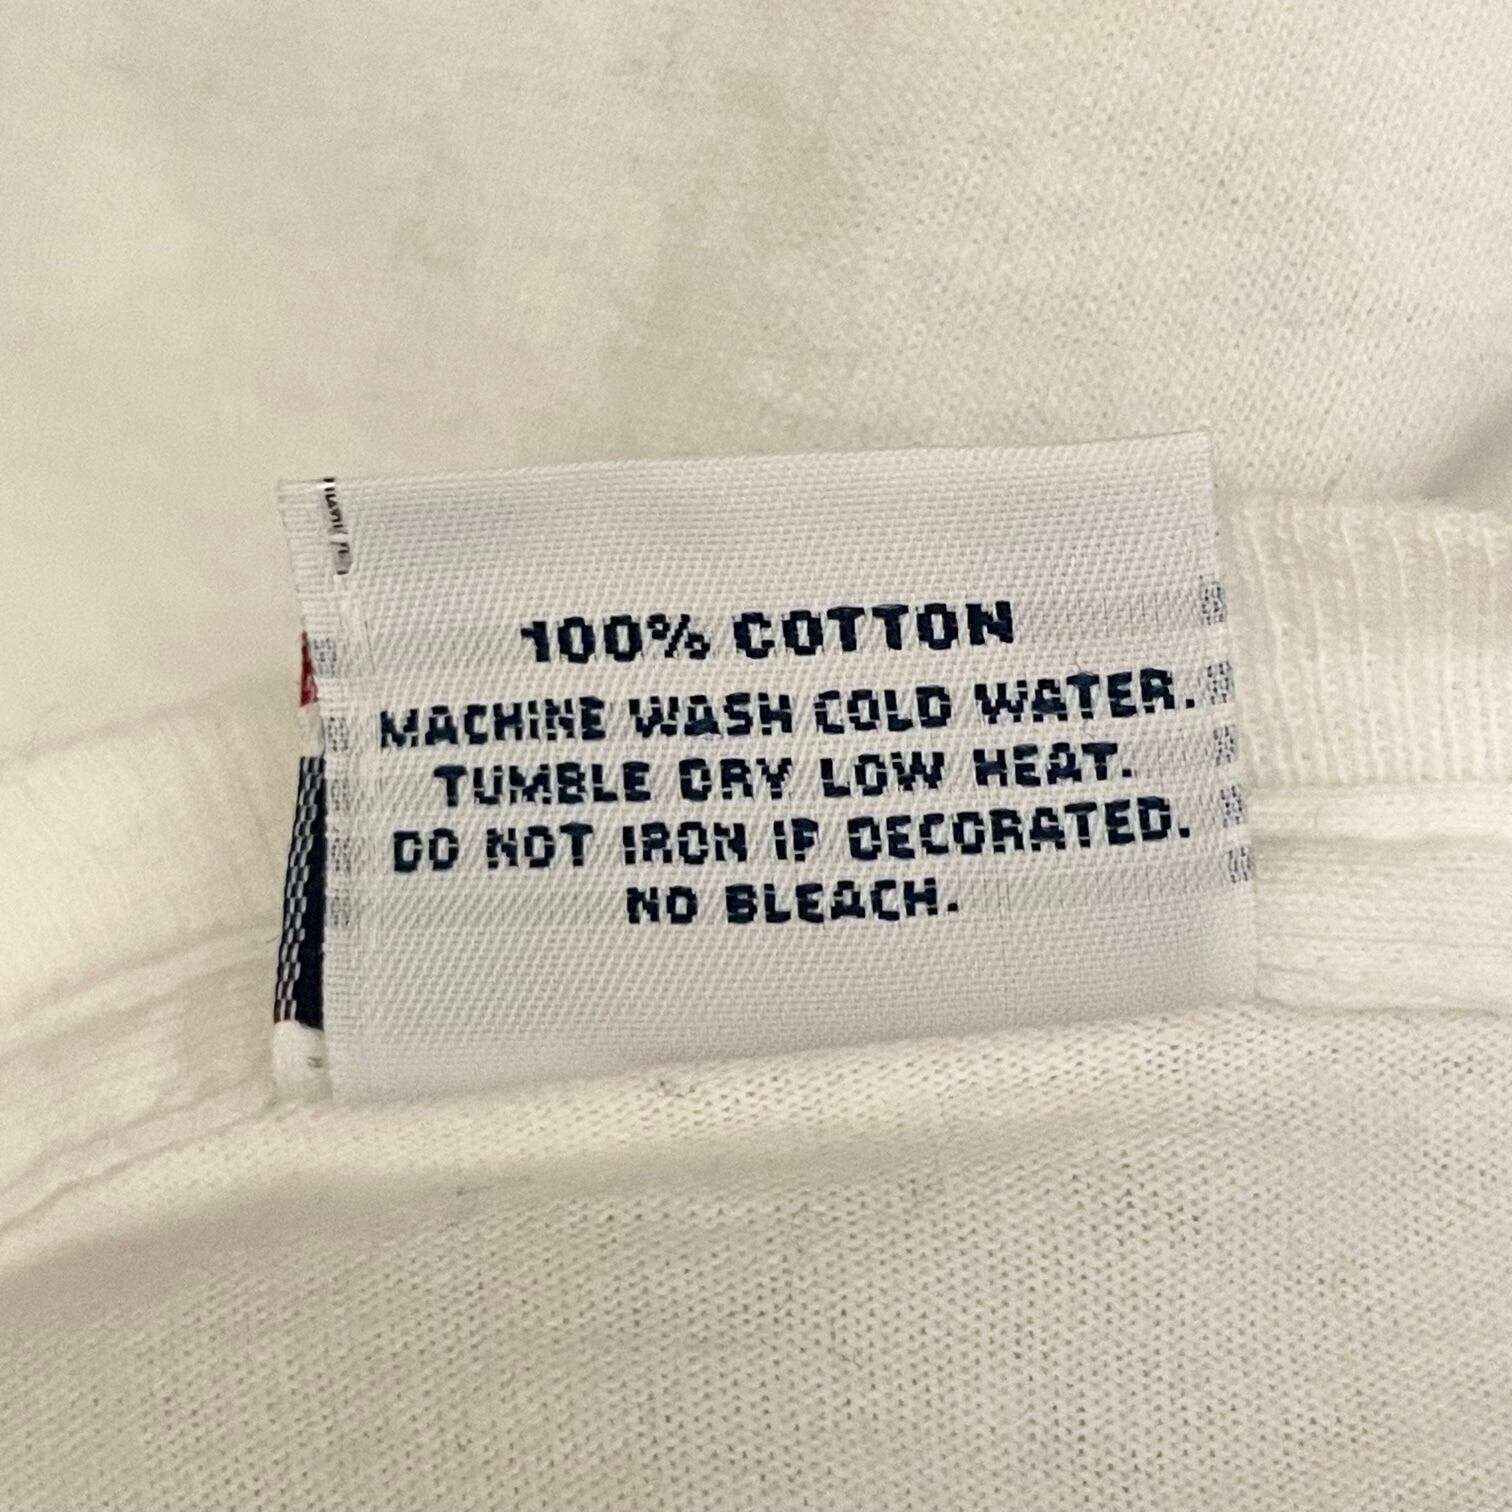 100% COTTON
MACHINE WASH COLD WATER.
TUMBLE DRY LOW HEAT.
DO NOT IRON IF DECORATED.
NO BLEACH.